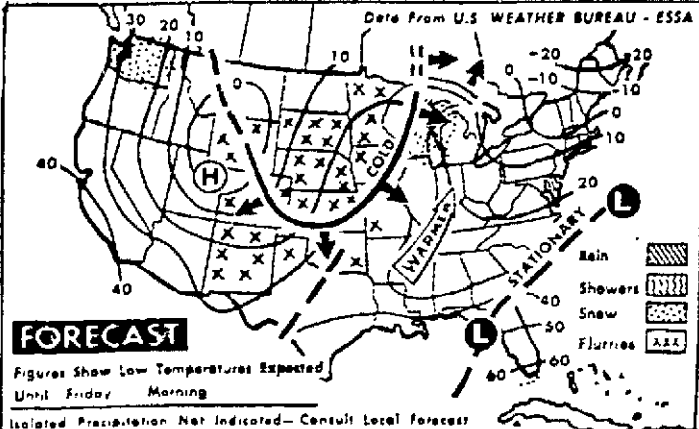 Data From U.S WEATHER BUREAU - ESSA
30
20
10
0
10
0
-20
-20
-10
-10
0
0
10
20
H
COLD
WARMER
STATIONARY
L
L
40
40
40
50
60
60
Rain
Showers
Snow
Flurries
FORECAST
Figures Show Low Temperatures Expected
Until Friday Morning
Isolated Precipitation Not Indicated— Consult Local Forecast